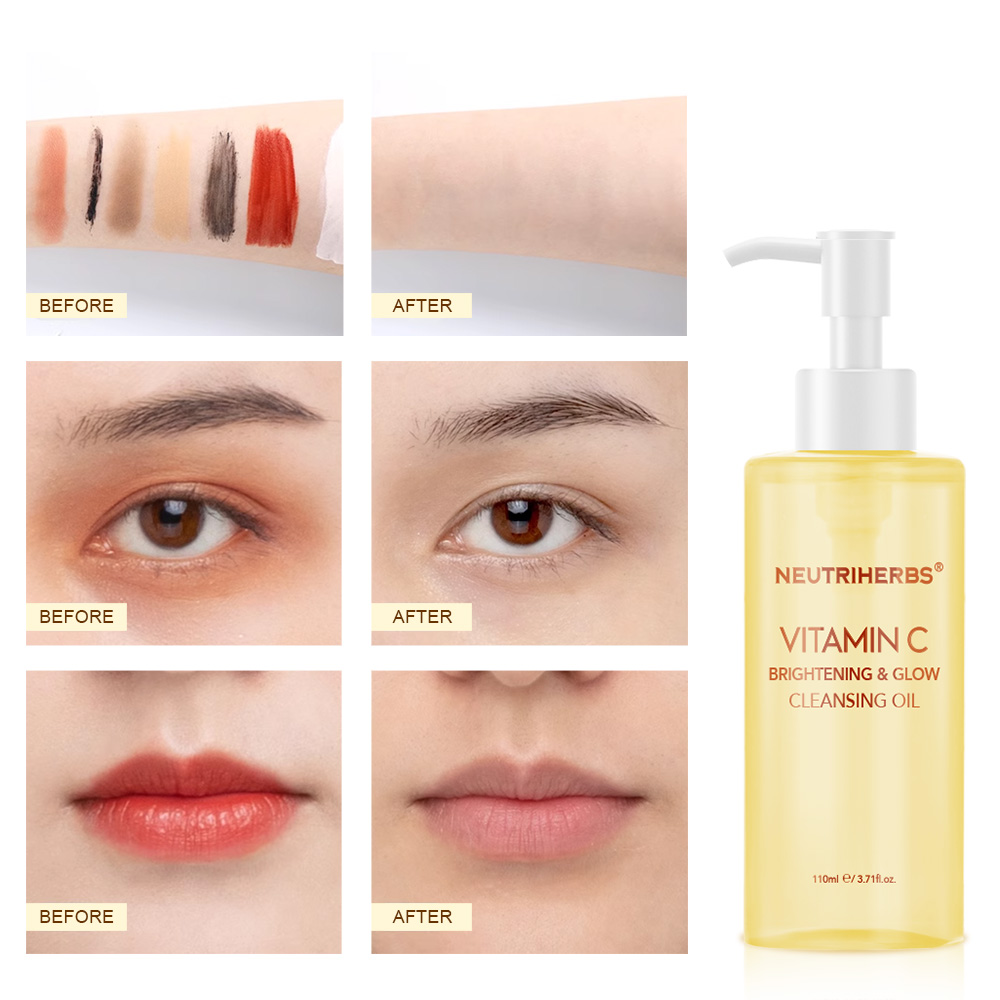 BEFORE
AFTER
BEFORE
AFTER
BEFORE
AFTER
NEUTRIHERBS®
VITAMIN C
BRIGHTENING & GLOW
CLEANSING OIL
110ml ℮/ 3.71fl.oz.